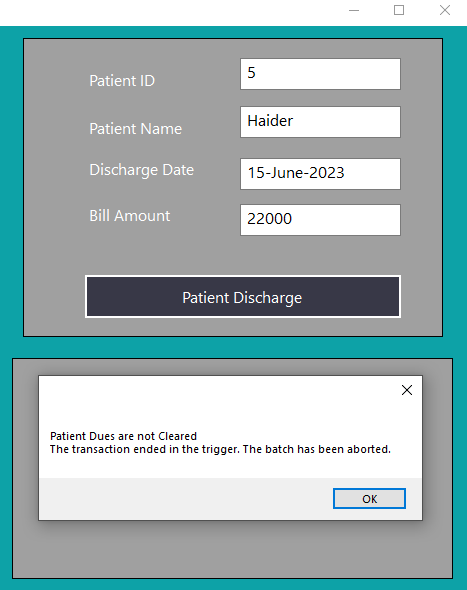 Patient ID
5
Patient Name
Haider
Discharge Date
15-June-2023
Bill Amount
22000
Patient Discharge
Patient Dues are not Cleared
The transaction ended in the trigger. The batch has been aborted.
OK